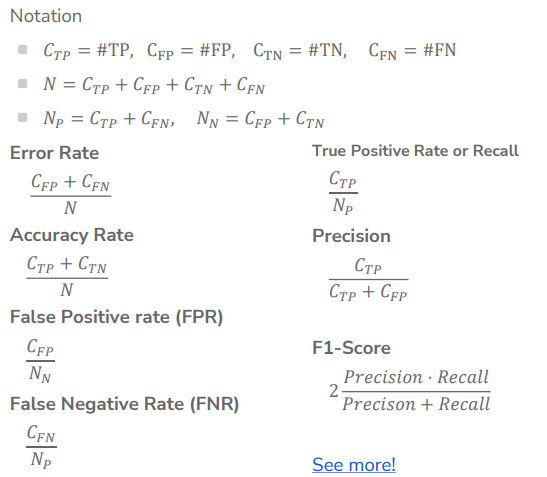 Notation
C_TP = #TP, C_FP = #FP, C_TN = #TN, C_FN = #FN
N = C_TP + C_FP + C_TN + C_FN
N_P = C_TP + C_FN, N_N = C_FP + C_TN
Error Rate
C_FP + C_FN
N
Accuracy Rate
C_TP + C_TN
N
False Positive rate (FPR)
C_FP
N_N
False Negative Rate (FNR)
C_FN
N_P
True Positive Rate or Recall
C_TP
N_P
Precision
C_TP
C_TP + C_FP
F1-Score
2 Precision · Recall
Precison + Recall
See more!